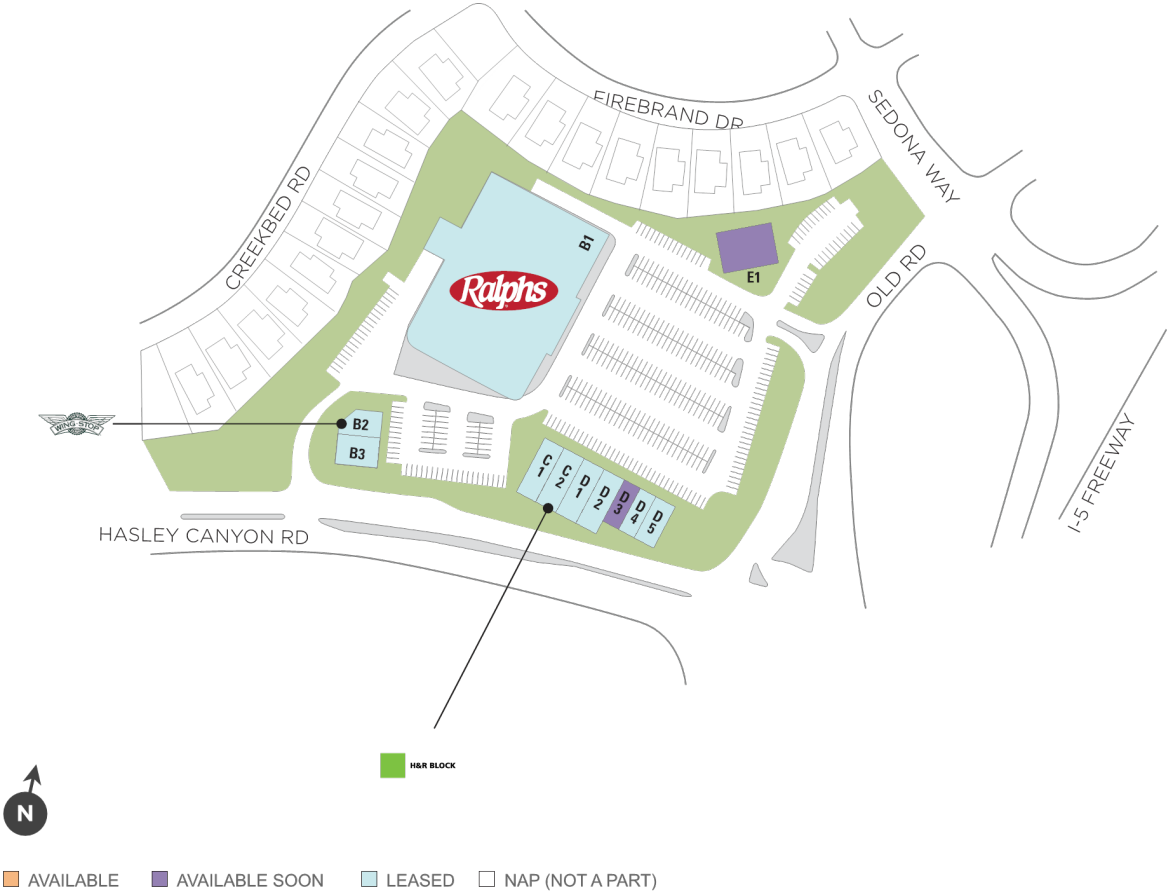 FIREBRAND DR
SEDONA WAY
CREEKBED RD
OLD RD
I-5 FREEWAY
HASLEY CANYON RD
B1
Ralphs
E1
WING·STOP
B2
B3
C1
C2
D1
D2
D3
D4
D5
H&R BLOCK
N
AVAILABLE
AVAILABLE SOON
LEASED
NAP (NOT A PART)